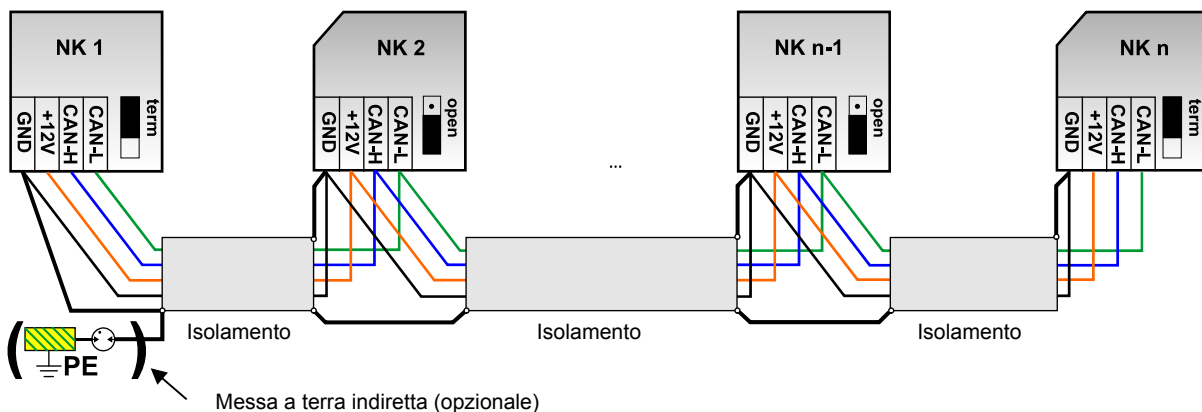 NK 1
NK 2
NK n-1
NK n
GND
+12V
CAN-H
CAN-L
term
GND
+12V
CAN-H
CAN-L
open
...
GND
+12V
CAN-H
CAN-L
open
GND
+12V
CAN-H
CAN-L
term
Isolamento
Isolamento
Isolamento
( PE )
Messa a terra indiretta (opzionale)